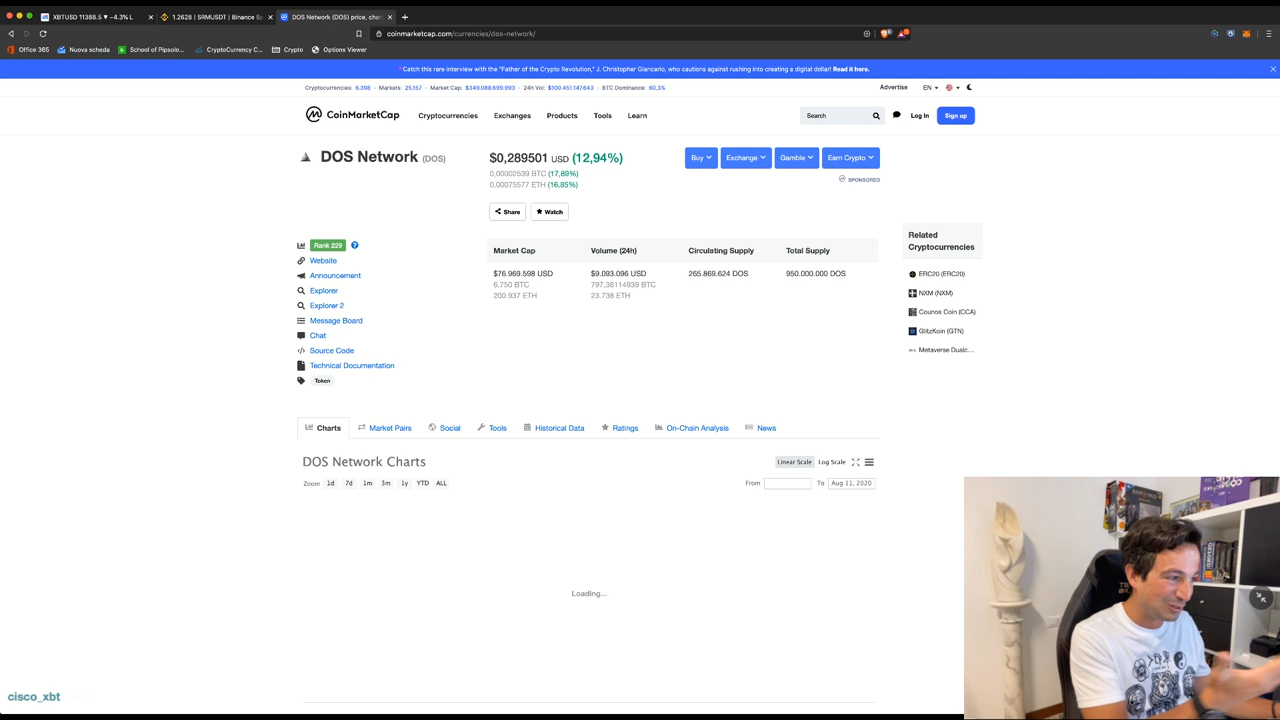 XBTUSD 11388.5 ▼ −4.3% L
1.2628 | SRMUSDT | Binance Sp
DOS Network (DOS) price, char
coinmarketcap.com/currencies/dos-network/
Office 365
Nuova scheda
School of Pipsolo...
CryptoCurrency C...
Crypto
Options Viewer
Catch this rare interview with the "Father of the Crypto Revolution," J. Christopher Giancarlo, who cautions against rushing into creating a digital dollar! Read it here.
Cryptocurrencies: 6.398 · Markets: 25.157 · Market Cap: $349.088.699.993 · 24h Vol: $100.451.147.643 · BTC Dominance: 60,3%
Advertise
EN
CoinMarketCap
Cryptocurrencies
Exchanges
Products
Tools
Learn
Search
Log In
Sign up
DOS Network (DOS)
$0,289501 USD (12,94%)
0,00002539 BTC (17,89%)
0,00075577 ETH (16,85%)
Buy
Exchange
Gamble
Earn Crypto
SPONSORED
Share
Watch
Rank 229
Website
Announcement
Explorer
Explorer 2
Message Board
Chat
Source Code
Technical Documentation
Token
Market Cap
Volume (24h)
Circulating Supply
Total Supply
$76.969.598 USD
$9.093.096 USD
265.869.624 DOS
950.000.000 DOS
6.750 BTC
797,38114939 BTC
200.937 ETH
23.738 ETH
Related
Cryptocurrencies
ERC20 (ERC20)
NXM (NXM)
Counos Coin (CCA)
GlitzKoin (GTN)
Metaverse Dualc...
Charts
Market Pairs
Social
Tools
Historical Data
Ratings
On-Chain Analysis
News
DOS Network Charts
Linear Scale
Log Scale
Zoom 1d 7d 1m 3m 1y YTD ALL
From
To Aug 11, 2020
Loading...
cisco_xbt